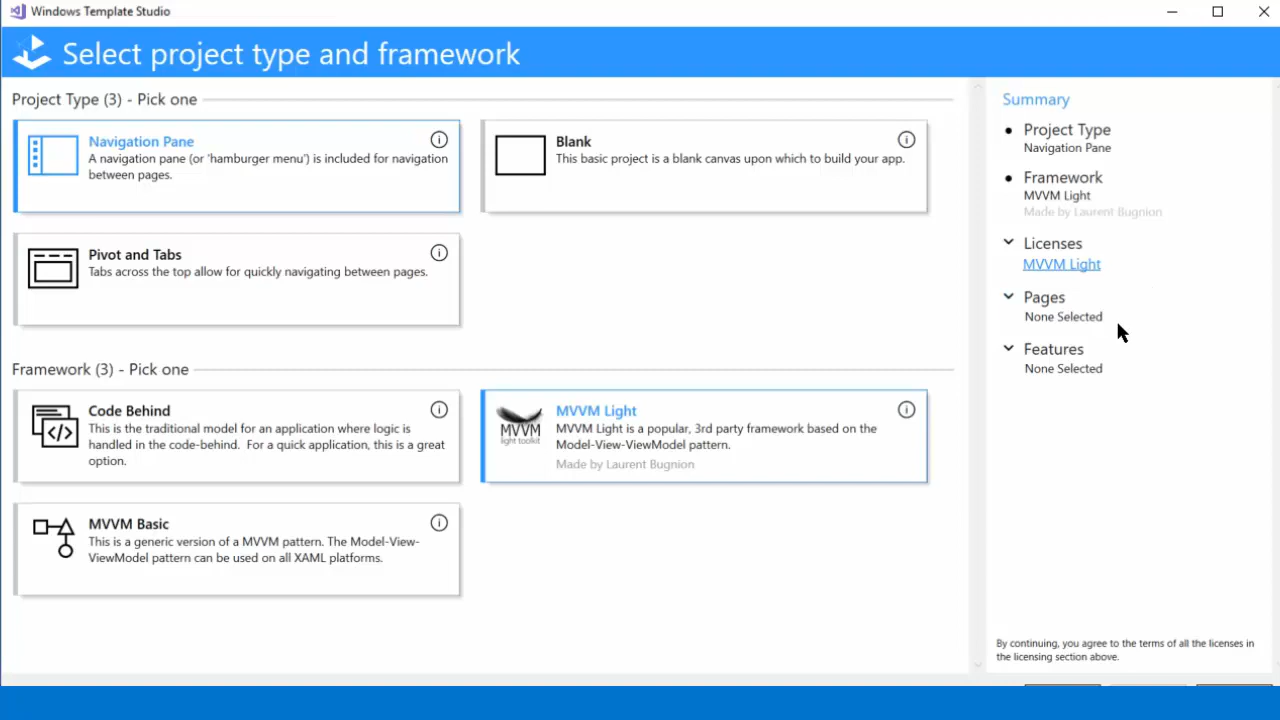 Windows Template Studio
Select project type and framework
Project Type (3) - Pick one
Navigation Pane
A navigation pane (or 'hamburger menu') is included for navigation
between pages.
Blank
This basic project is a blank canvas upon which to build your app.
Pivot and Tabs
Tabs across the top allow for quickly navigating between pages.
Framework (3) - Pick one
Code Behind
This is the traditional model for an application where logic is
handled in the code-behind.  For a quick application, this is a great
option.
MVVM
light toolkit
MVVM Light
MVVM Light is a popular, 3rd party framework based on the
Model-View-ViewModel pattern.
Made by Laurent Bugnion
MVVM Basic
This is a generic version of a MVVM pattern. The Model-View-
ViewModel pattern can be used on all XAML platforms.
Summary
Project Type
Navigation Pane
Framework
MVVM Light
Made by Laurent Bugnion
Licenses
MVVM Light
Pages
None Selected
Features
None Selected
By continuing, you agree to the terms of all the licenses in
the licensing section above.